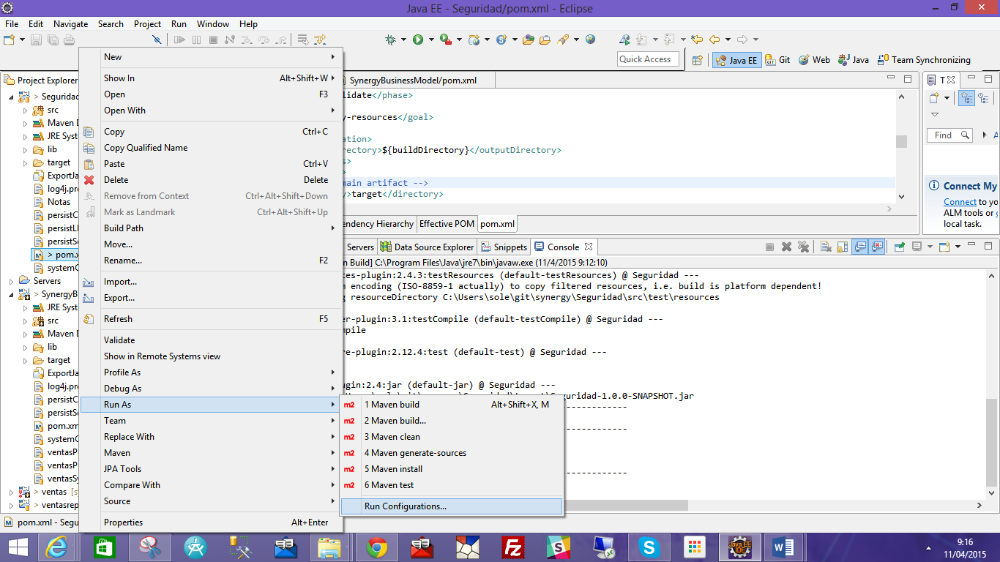 Java EE - Seguridad/pom.xml - Eclipse
File Edit Navigate Search Project Run Window Help
Quick Access
Java EE Git Web Java Team Synchronizing
Project Explorer
> Seguridad
src
Maven D
JRE Syst
lib
target
ExportJa
log4j.pro
Notas
persistC
persistLI
persistSe
> pom.x
systemC
Servers
> SynergyB
JRE Syst
src
Maven D
lib
target
ExportJa
log4j.pro
persistC
persistSe
pom.xm
systemC
ventasP
ventasP
ventasSy
> ventas [sy
> ventasrep
New
Show In Alt+Shift+W
Open F3
Open With
Copy Ctrl+C
Copy Qualified Name
Paste Ctrl+V
Delete Delete
Remove from Context Ctrl+Alt+Shift+Down
Mark as Landmark Ctrl+Alt+Shift+Up
Build Path
Move...
Rename... F2
Import...
Export...
Refresh F5
Validate
Show in Remote Systems view
Profile As
Debug As
Run As
Team
Replace With
Maven
JPA Tools
Compare With
Source
Properties Alt+Enter
m2 1 Maven build Alt+Shift+X, M
m2 2 Maven build...
m2 3 Maven clean
m2 4 Maven generate-sources
m2 5 Maven install
m2 6 Maven test
Run Configurations...
SynergyBusinessModel/pom.xml
lidate</phase>
y-resources</goal>
ation>
rectory>${buildDirectory}</outputDirectory>
s>
>
main artifact -->
y>target</directory>
endency Hierarchy Effective POM pom.xml
T
Find
Connect My
Connect to yo
ALM tools or
local task.
Servers Data Source Explorer Snippets Console
n Build] C:\Program Files\Java\jre7\bin\javaw.exe (11/4/2015 9:12:10)
ces-plugin:2.4.3:testResources (default-testResources) @ Seguridad ---
m encoding (ISO-8859-1 actually) to copy filtered resources, i.e. build is platform dependent!
ng resourceDirectory C:\Users\sole\git\synergy\Seguridad\src\test\resources
er-plugin:3.1:testCompile (default-testCompile) @ Seguridad ---
mpile
re-plugin:2.12.4:test (default-test) @ Seguridad ---
ugin:2.4:jar (default-jar) @ Seguridad ---
Seguridad-1.0.0-SNAPSHOT.jar
pom.xml - Segu
9:16
11/04/2015